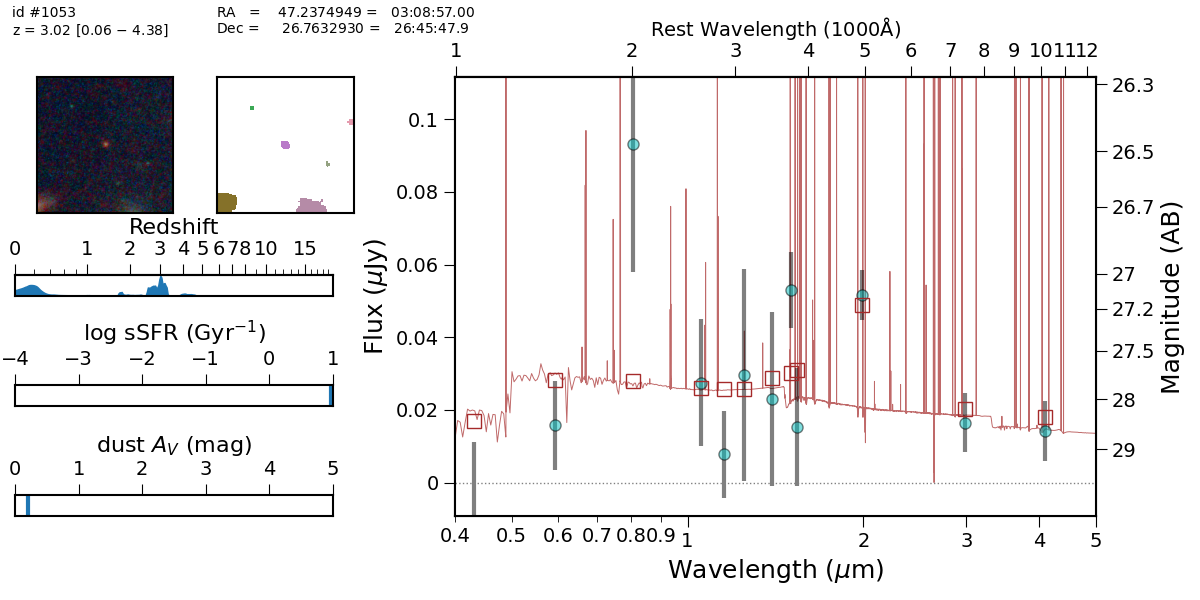 id #1053
z = 3.02 [0.06 − 4.38]
RA = 47.2374949 = 03:08:57.00
Dec = 26.7632930 = 26:45:47.9
Redshift
0 1 2 3 4 5 6 7 8 10 15
log sSFR (Gyr⁻¹)
−4 −3 −2 −1 0 1
dust A_V (mag)
0 1 2 3 4 5
Rest Wavelength (1000Å)
1 2 3 4 5 6 7 8 9 10 11 12
Flux (μJy)
0.1
0.08
0.06
0.04
0.02
0
26.3
26.5
26.7
27
27.2
27.5
28
29
Magnitude (AB)
0.4 0.5 0.6 0.7 0.8 0.9 1 2 3 4 5
Wavelength (μm)